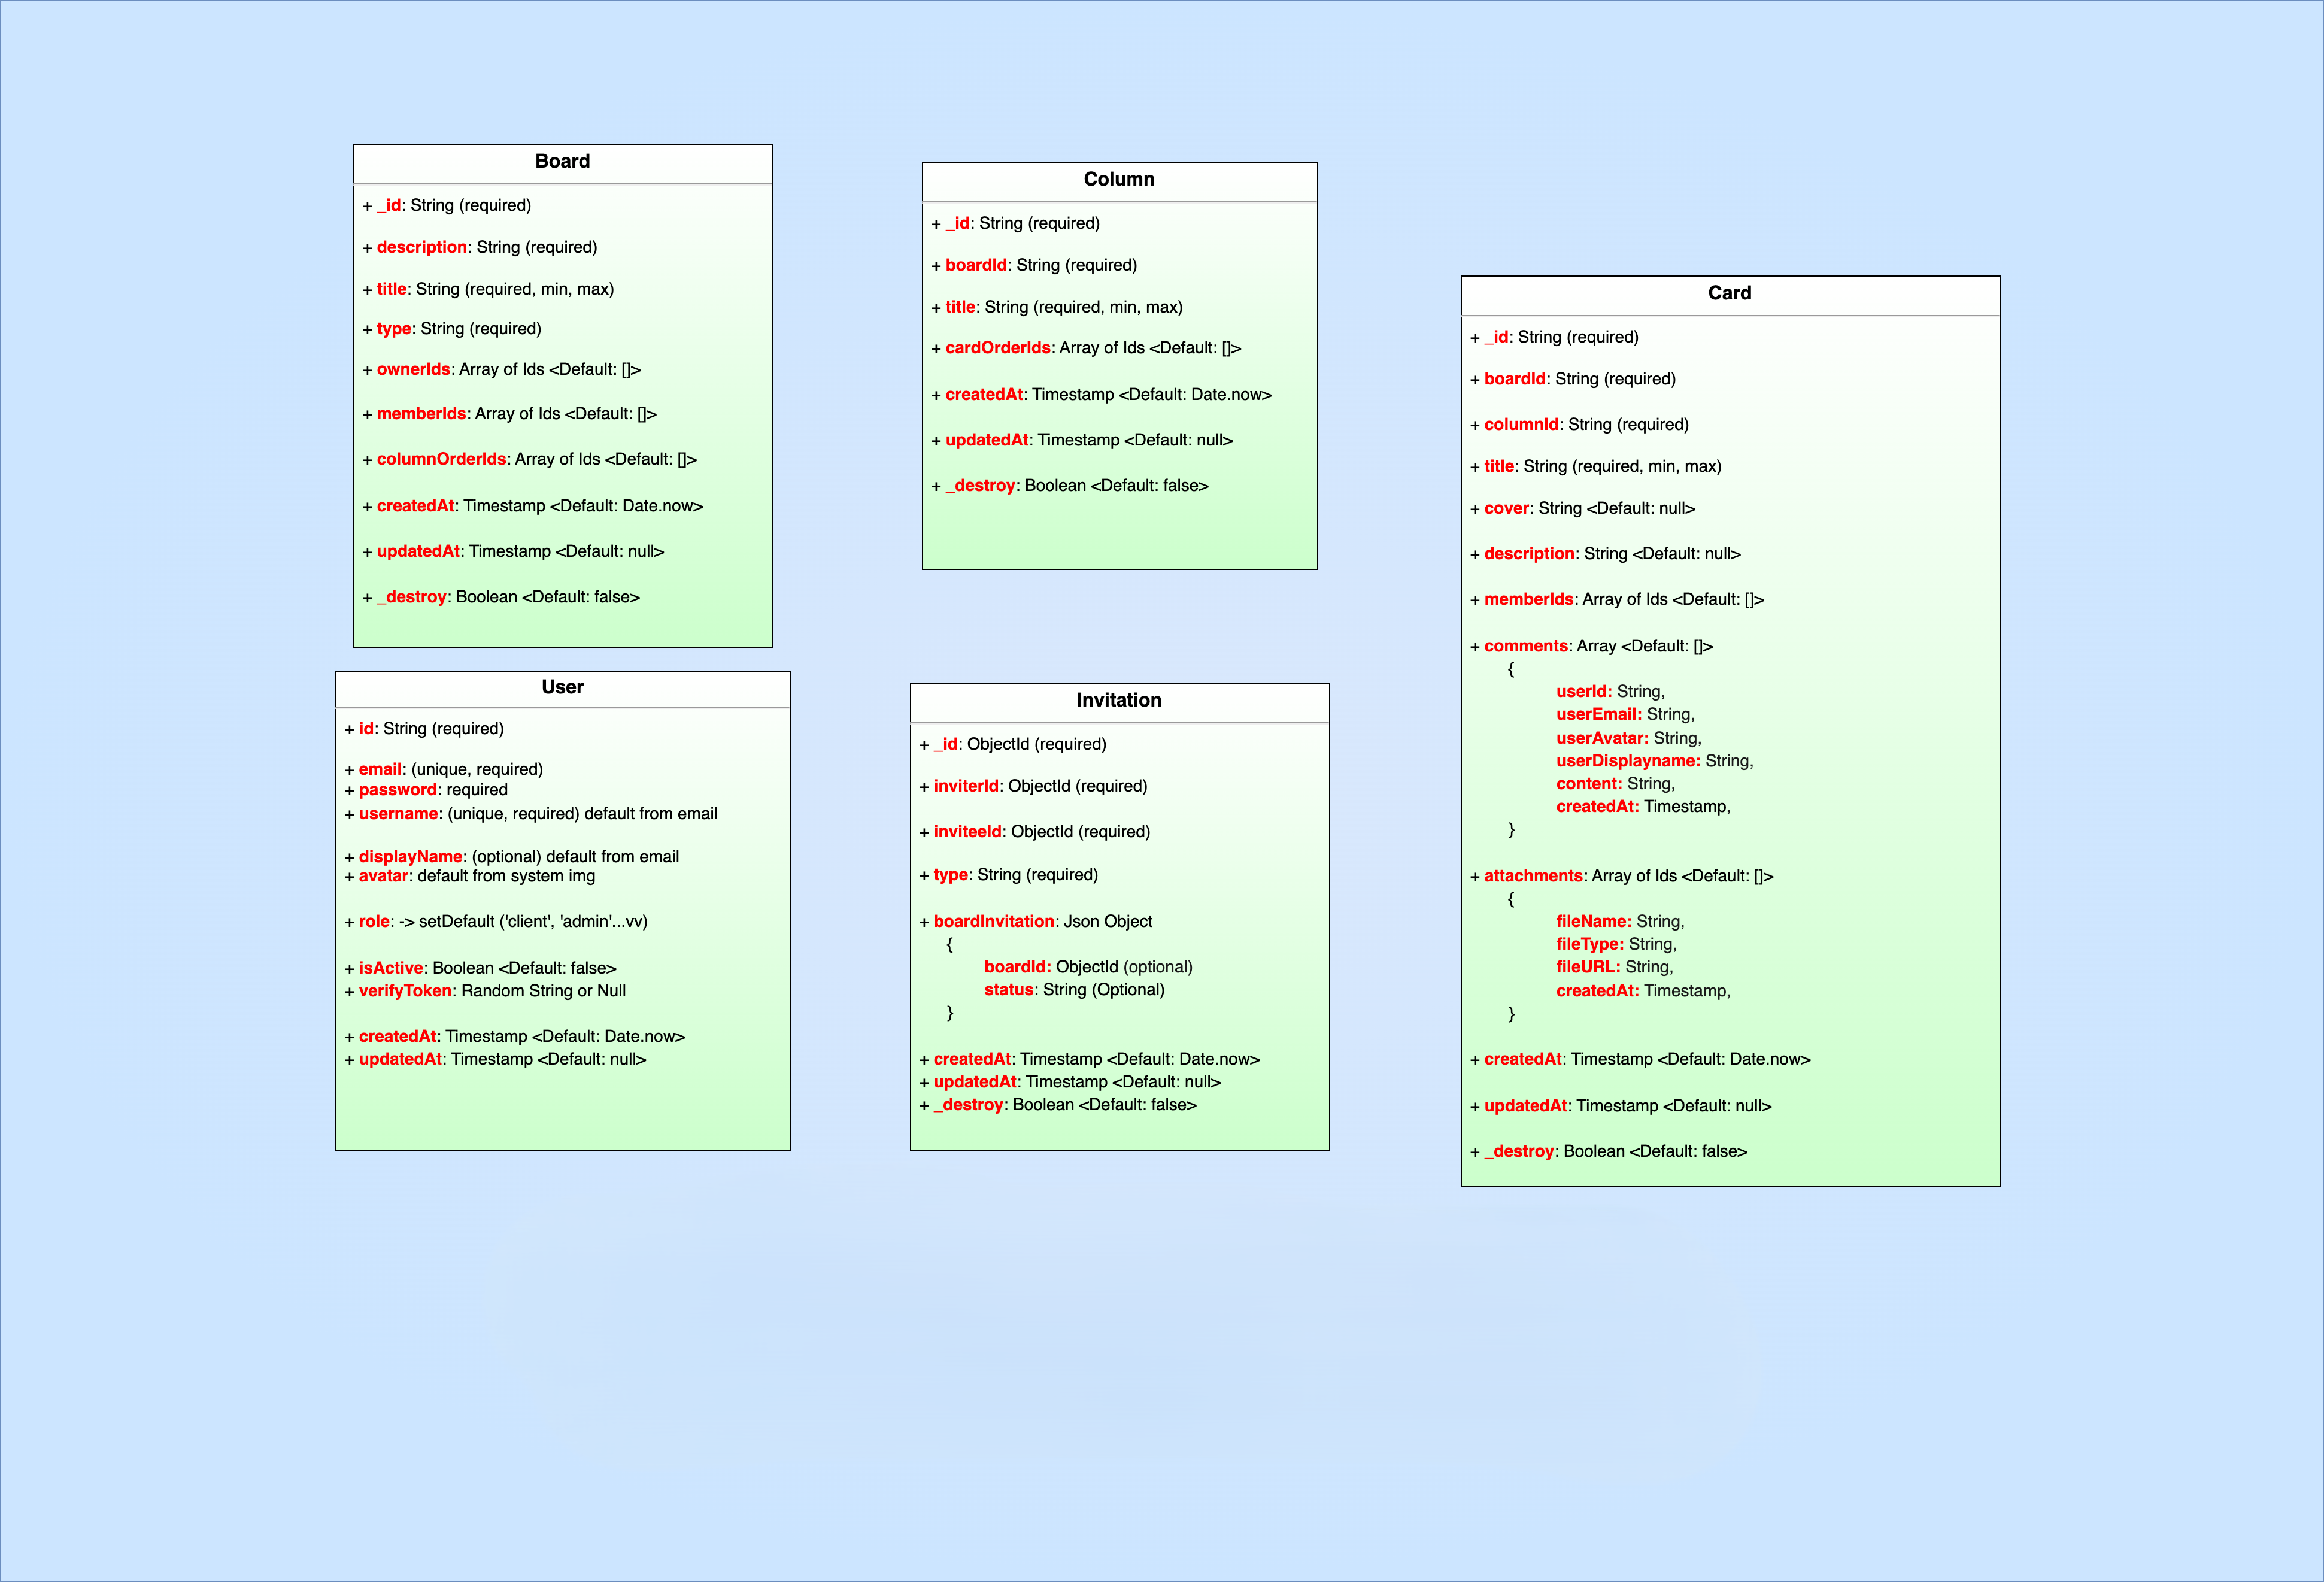 Board
+ _id: String (required)
+ description: String (required)
+ title: String (required, min, max)
+ type: String (required)
+ ownerIds: Array of Ids <Default: []>
+ memberIds: Array of Ids <Default: []>
+ columnOrderIds: Array of Ids <Default: []>
+ createdAt: Timestamp <Default: Date.now>
+ updatedAt: Timestamp <Default: null>
+ _destroy: Boolean <Default: false>
Column
+ _id: String (required)
+ boardId: String (required)
+ title: String (required, min, max)
+ cardOrderIds: Array of Ids <Default: []>
+ createdAt: Timestamp <Default: Date.now>
+ updatedAt: Timestamp <Default: null>
+ _destroy: Boolean <Default: false>
Card
+ _id: String (required)
+ boardId: String (required)
+ columnId: String (required)
+ title: String (required, min, max)
+ cover: String <Default: null>
+ description: String <Default: null>
+ memberIds: Array of Ids <Default: []>
+ comments: Array <Default: []>
{
userId: String,
userEmail: String,
userAvatar: String,
userDisplayname: String,
content: String,
createdAt: Timestamp,
}
+ attachments: Array of Ids <Default: []>
{
fileName: String,
fileType: String,
fileURL: String,
createdAt: Timestamp,
}
+ createdAt: Timestamp <Default: Date.now>
+ updatedAt: Timestamp <Default: null>
+ _destroy: Boolean <Default: false>
User
+ id: String (required)
+ email: (unique, required)
+ password: required
+ username: (unique, required) default from email
+ displayName: (optional) default from email
+ avatar: default from system img
+ role: -> setDefault ('client', 'admin'...vv)
+ isActive: Boolean <Default: false>
+ verifyToken: Random String or Null
+ createdAt: Timestamp <Default: Date.now>
+ updatedAt: Timestamp <Default: null>
Invitation
+ _id: ObjectId (required)
+ inviterId: ObjectId (required)
+ inviteeId: ObjectId (required)
+ type: String (required)
+ boardInvitation: Json Object
{
boardId: ObjectId (optional)
status: String (Optional)
}
+ createdAt: Timestamp <Default: Date.now>
+ updatedAt: Timestamp <Default: null>
+ _destroy: Boolean <Default: false>